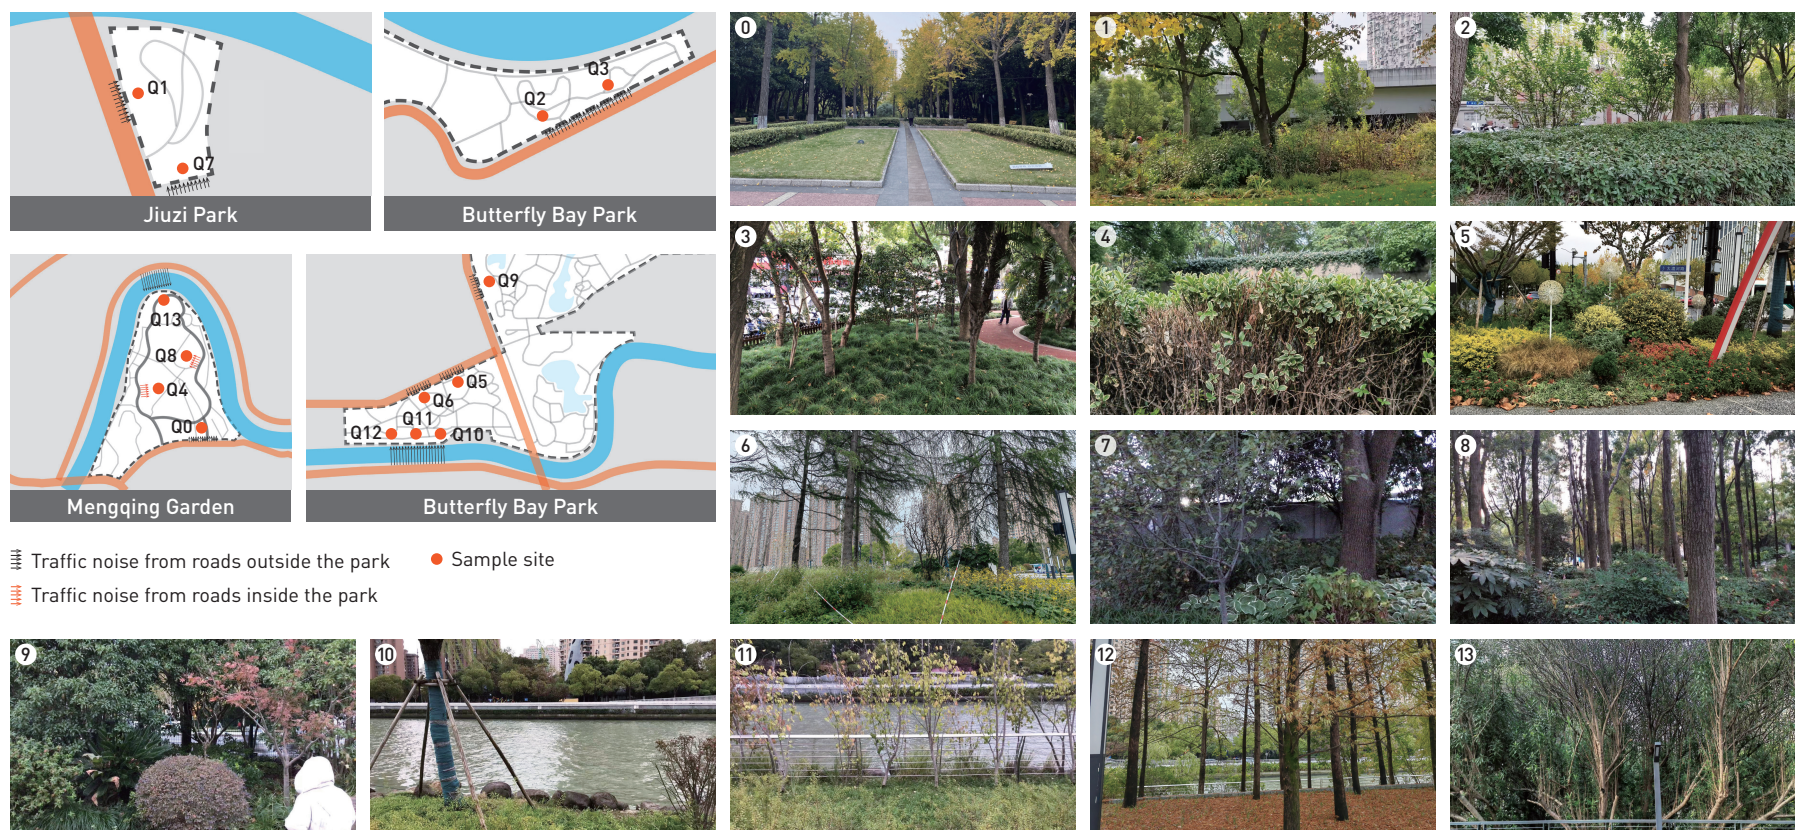 Q1
Q7
Jiuzi Park
Q3
Q2
Butterfly Bay Park
Q13
Q8
Q4
Q0
Mengqing Garden
Q9
Q5
Q6
Q11
Q12
Q10
Butterfly Bay Park
Traffic noise from roads outside the park
Sample site
Traffic noise from roads inside the park
0
1
2
3
4
5
6
7
8
9
10
11
12
13